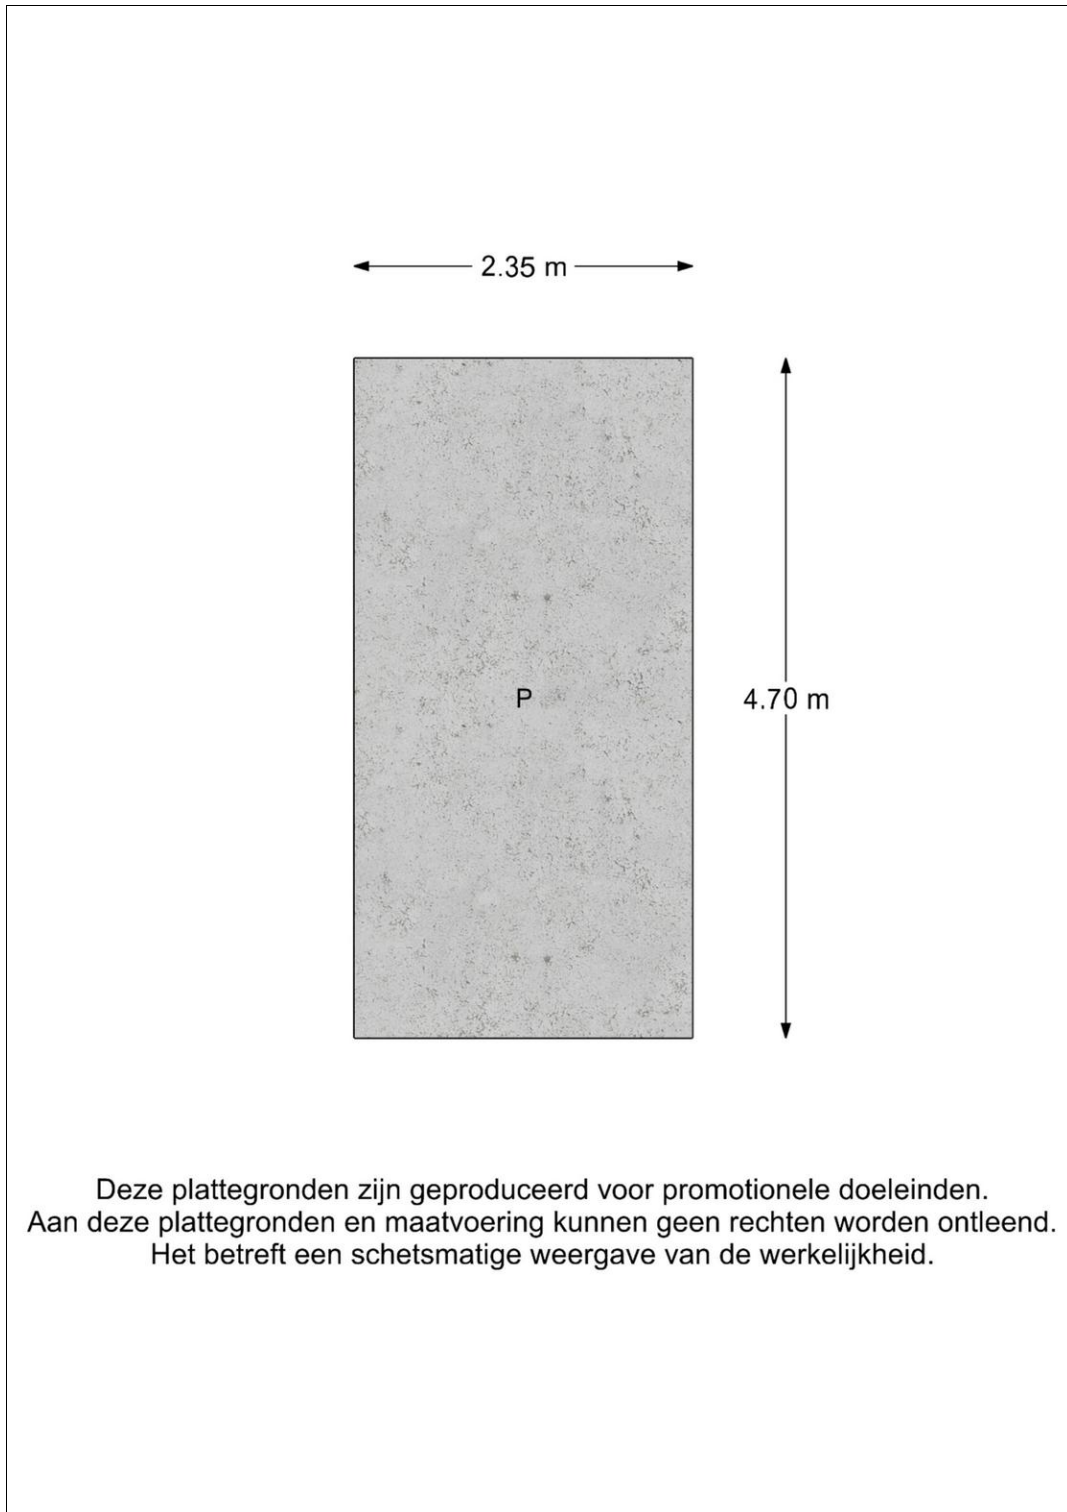 2.35 m
P
4.70 m
Deze plattegronden zijn geproduceerd voor promotionele doeleinden.
Aan deze plattegronden en maatvoering kunnen geen rechten worden ontleend.
Het betreft een schetsmatige weergave van de werkelijkheid.